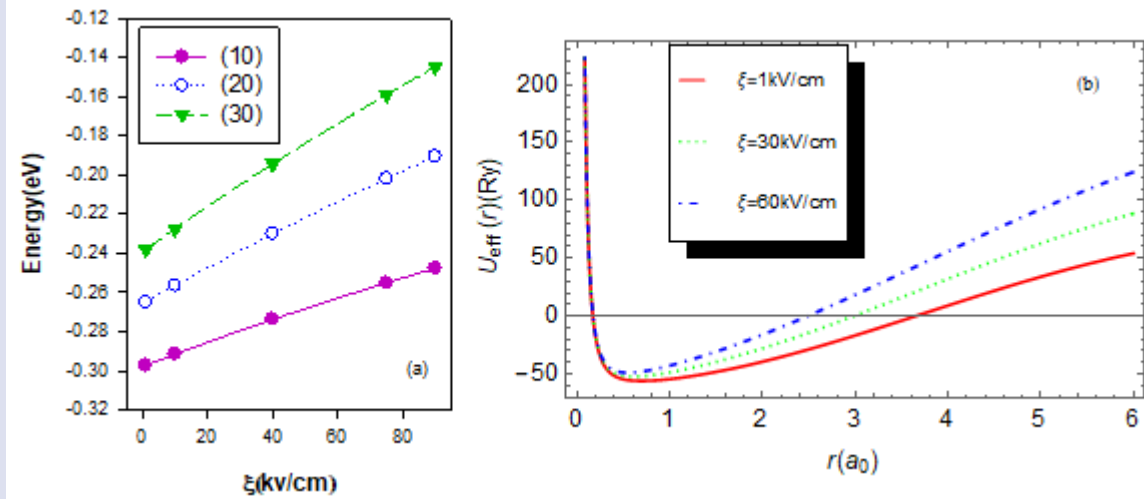 -0.12
-0.14
-0.16
-0.18
-0.20
-0.22
-0.24
-0.26
-0.28
-0.30
-0.32
Energy(eV)
(10)
(20)
(30)
(a)
0 20 40 60 80
ξ(kv/cm)
200
150
100
50
0
−50
U_eff (r)(Ry)
ξ=1kV/cm
ξ=30kV/cm
ξ=60kV/cm
(b)
0 1 2 3 4 5 6
r(a₀)